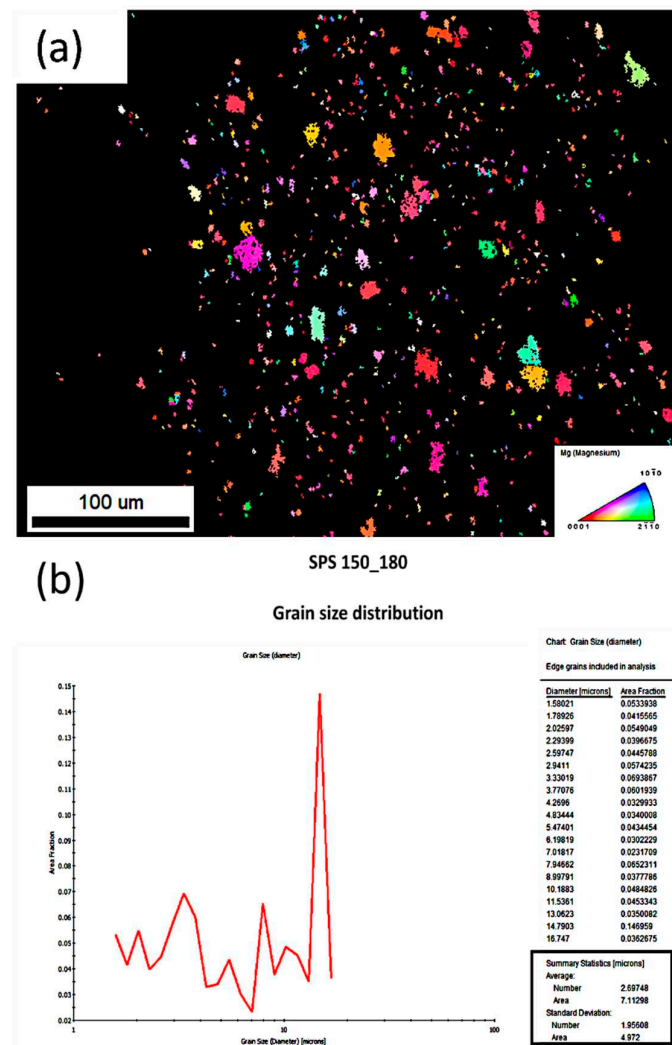 (a)
100 um
Mg (Magnesium)
10-10
0001 2-1-10
SPS 150_180
(b)
Grain size distribution
Grain Size (diameter)
0.15
0.14
0.13
0.12
0.11
0.10
0.09
0.08
0.07
0.06
0.05
0.04
0.03
0.02
Area Fraction
1 10 100
Grain Size (Diameter) [microns]
Chart: Grain Size (diameter)
Edge grains included in analysis
Diameter [microns] Area Fraction
1.58021 0.0533938
1.78926 0.0415565
2.02597 0.0549049
2.29399 0.0396675
2.59747 0.0445788
2.9411 0.0574235
3.33019 0.0693867
3.77076 0.0601939
4.2696 0.0329933
4.83444 0.0340008
5.47401 0.0434454
6.19819 0.0302229
7.01817 0.0231709
7.94662 0.0652311
8.99791 0.0377786
10.1883 0.0484826
11.5361 0.0453343
13.0623 0.0350082
14.7903 0.146959
16.747 0.0362675
Summary Statistics [microns]
Average:
Number 2.69748
Area 7.11298
Standard Deviation:
Number 1.95608
Area 4.972